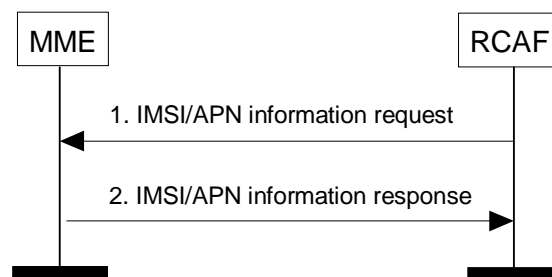 MME
RCAF
1. IMSI/APN information request
2. IMSI/APN information response